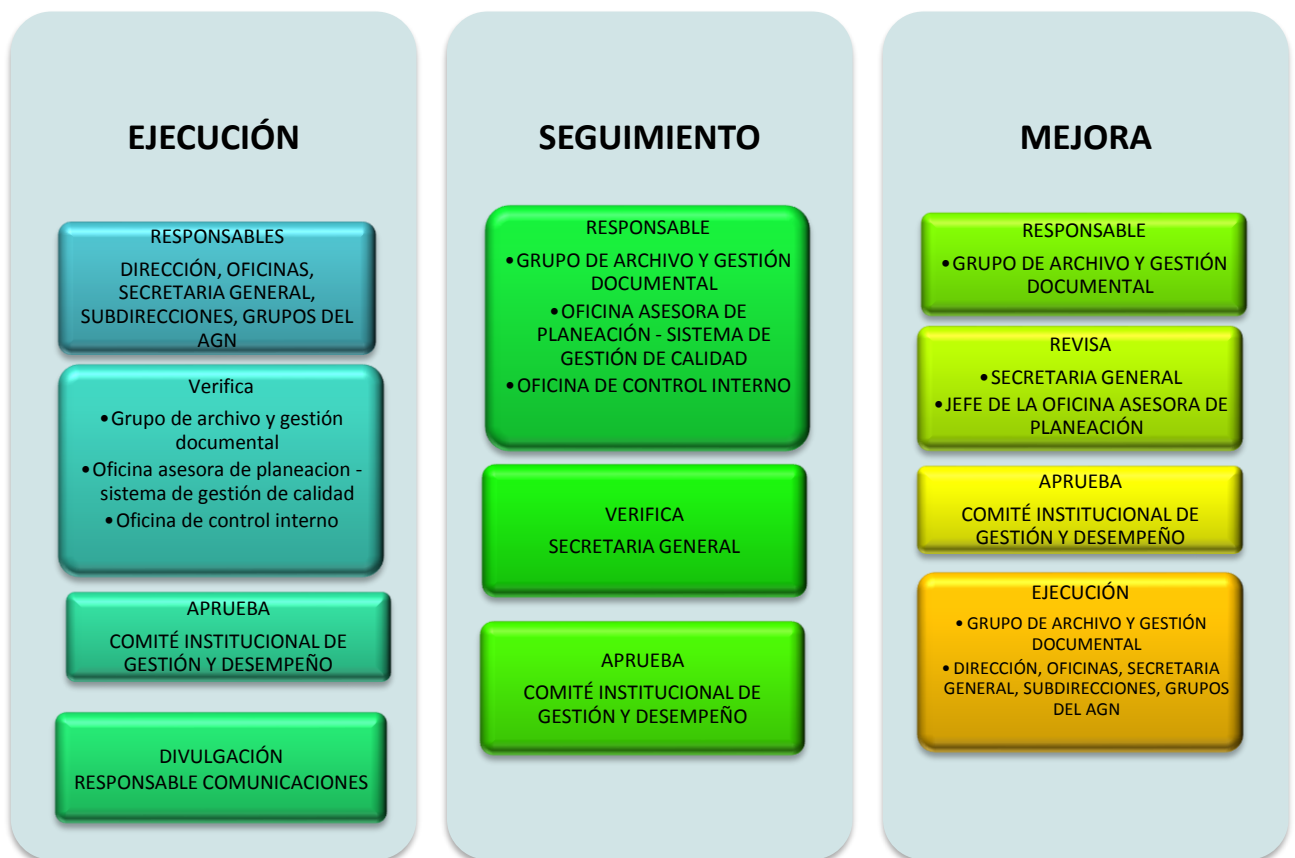 EJECUCIÓN
RESPONSABLES
DIRECCIÓN, OFICINAS,
SECRETARIA GENERAL,
SUBDIRECCIONES, GRUPOS DEL
AGN
Verifica
•Grupo de archivo y gestión
documental
•Oficina asesora de planeacion -
sistema de gestión de calidad
•Oficina de control interno
APRUEBA
COMITÉ INSTITUCIONAL DE
GESTIÓN Y DESEMPEÑO
DIVULGACIÓN
RESPONSABLE COMUNICACIONES
SEGUIMIENTO
RESPONSABLE
•GRUPO DE ARCHIVO Y GESTIÓN
DOCUMENTAL
•OFICINA ASESORA DE
PLANEACIÓN - SISTEMA DE
GESTIÓN DE CALIDAD
•OFICINA DE CONTROL INTERNO
VERIFICA
SECRETARIA GENERAL
APRUEBA
COMITÉ INSTITUCIONAL DE
GESTIÓN Y DESEMPEÑO
MEJORA
RESPONSABLE
•GRUPO DE ARCHIVO Y GESTIÓN
DOCUMENTAL
REVISA
•SECRETARIA GENERAL
•JEFE DE LA OFICINA ASESORA DE
PLANEACIÓN
APRUEBA
COMITÉ INSTITUCIONAL DE
GESTIÓN Y DESEMPEÑO
EJECUCIÓN
• GRUPO DE ARCHIVO Y GESTIÓN
DOCUMENTAL
• DIRECCIÓN, OFICINAS, SECRETARIA
GENERAL, SUBDIRECCIONES, GRUPOS
DEL AGN